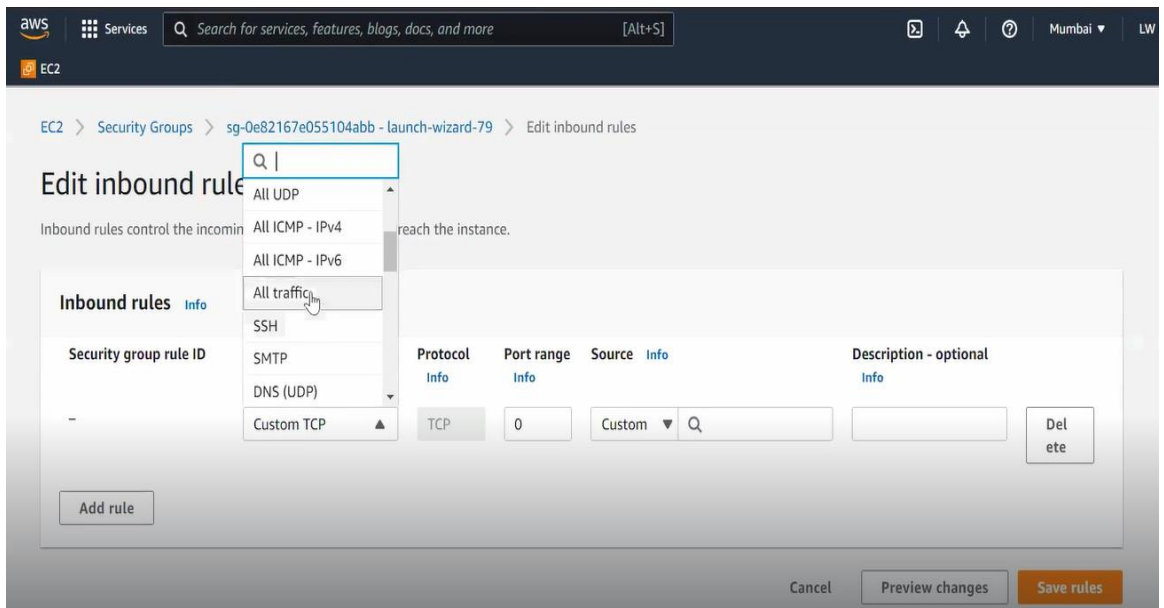 aws Services Search for services, features, blogs, docs, and more [Alt+S] Mumbai ▼ LW
EC2
EC2 > Security Groups > sg-0e82167e055104abb - launch-wizard-79 > Edit inbound rules
Edit inbound rule
Inbound rules control the incomin reach the instance.
All UDP
All ICMP - IPv4
All ICMP - IPv6
All traffic
SSH
SMTP
DNS (UDP)
Inbound rules Info
Security group rule ID Protocol Port range Source Info Description - optional
Info Info Info
– Custom TCP ▲ TCP 0 Custom ▼ Del
ete
Add rule
Cancel Preview changes Save rules